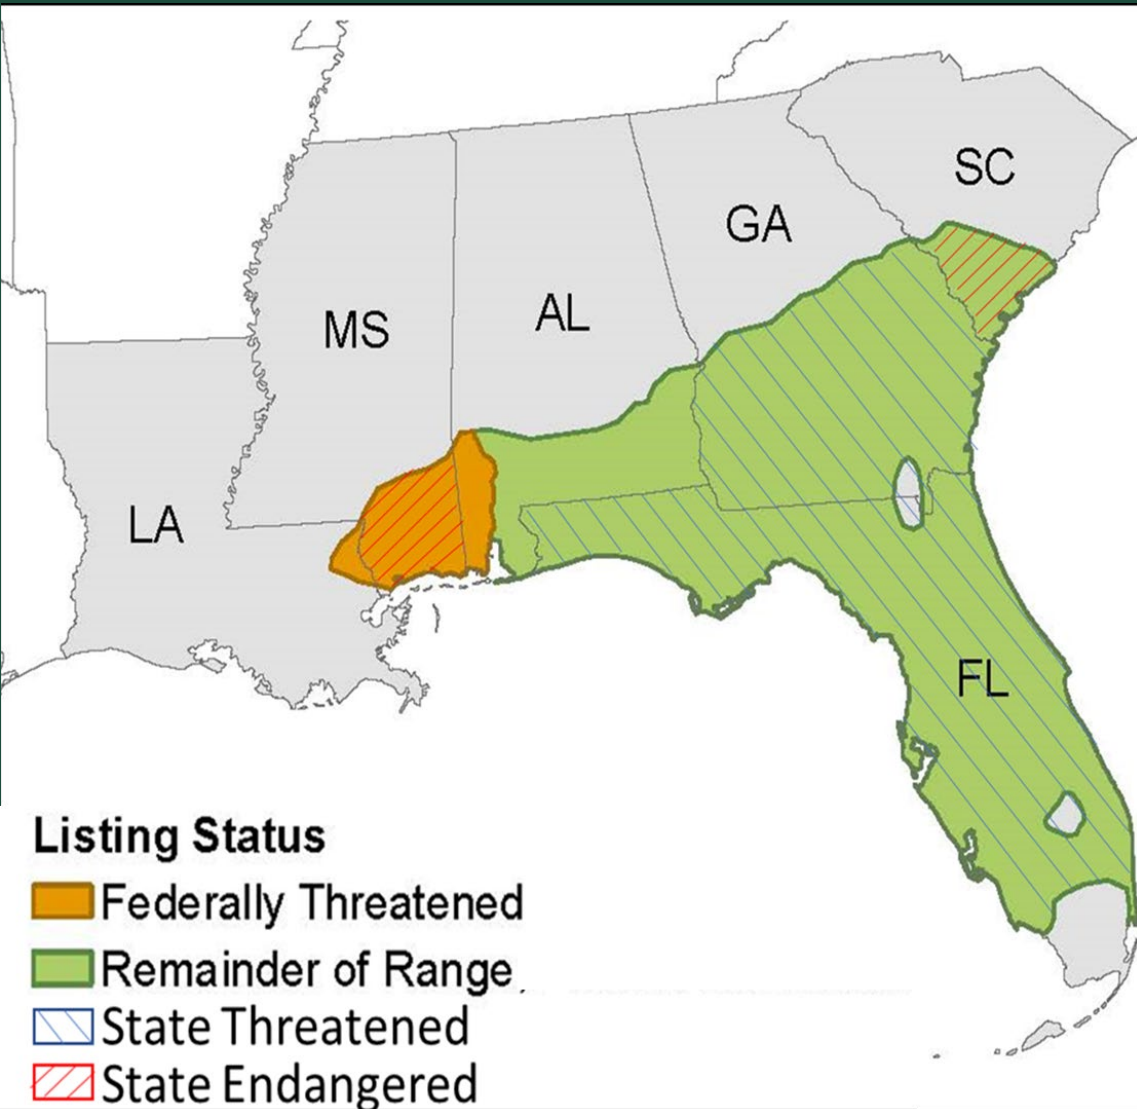 SC
GA
AL
MS
LA
FL
Listing Status
Federally Threatened
Remainder of Range
State Threatened
State Endangered